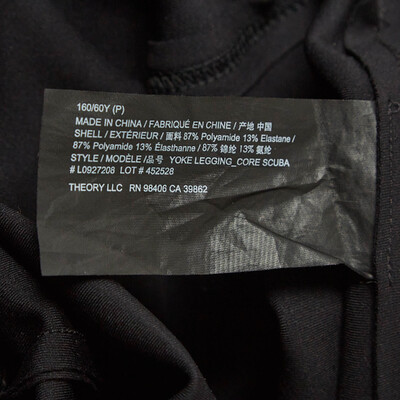 160/60Y (P)
MADE IN CHINA / FABRIQUÉ EN CHINE / 产地 中国
SHELL / EXTÉRIEUR / 面料 87% Polyamide 13% Elastane /
87% Polyamide 13% Élasthanne / 87% 锦纶 13% 氨纶
STYLE / MODÈLE /品号 YOKE LEGGING_CORE SCUBA
# L0927208 LOT # 452528
THEORY LLC RN 98406 CA 39862